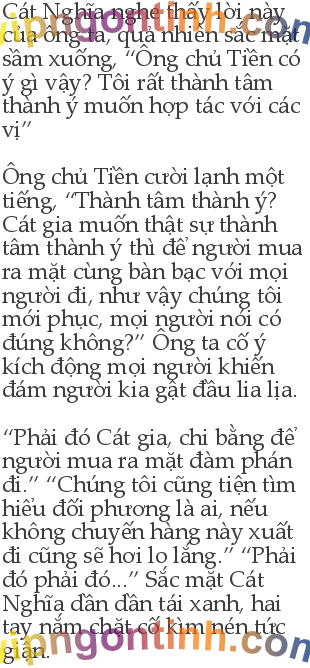 Cát Nghĩa nghe thấy lời này
của ông ta, quả nhiên sắc mặt
sầm xuống, “Ông chủ Tiền có
ý gì vậy? Tôi rất thành tâm
thành ý muốn hợp tác với các
vị”

Ông chủ Tiền cười lạnh một
tiếng, “Thành tâm thành ý?
Cát gia muốn thật sự thành
tâm thành ý thì để người mua
ra mặt cùng bàn bạc với mọi
người đi, như vậy chúng tôi
mới phục, mọi người nói có
đúng không?” Ông ta cố ý
kích động mọi người khiến
đám người kia gật đầu lia lịa.

“Phải đó Cát gia, chi bằng để
người mua ra mặt đàm phán
đi.” “Chúng tôi cũng tiện tìm
hiểu đối phương là ai, nếu
không chuyến hàng này xuất
đi cũng sẽ hơi lo lắng.” “Phải
đó phải đó...” Sắc mặt Cát
Nghĩa dần dần tái xanh, hai
tay nắm chặt cố kìm nén tức
giận.
vipngontinh.com
vipngontinh.com